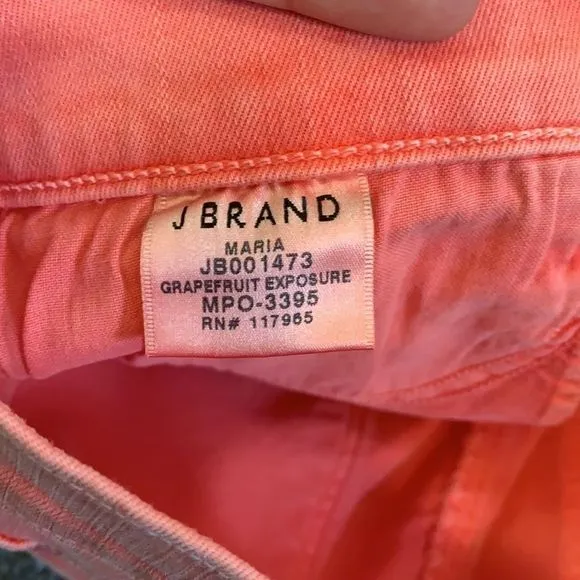 J BRAND
MARIA
JB001473
GRAPEFRUIT EXPOSURE
MPO-3395
RN# 117965